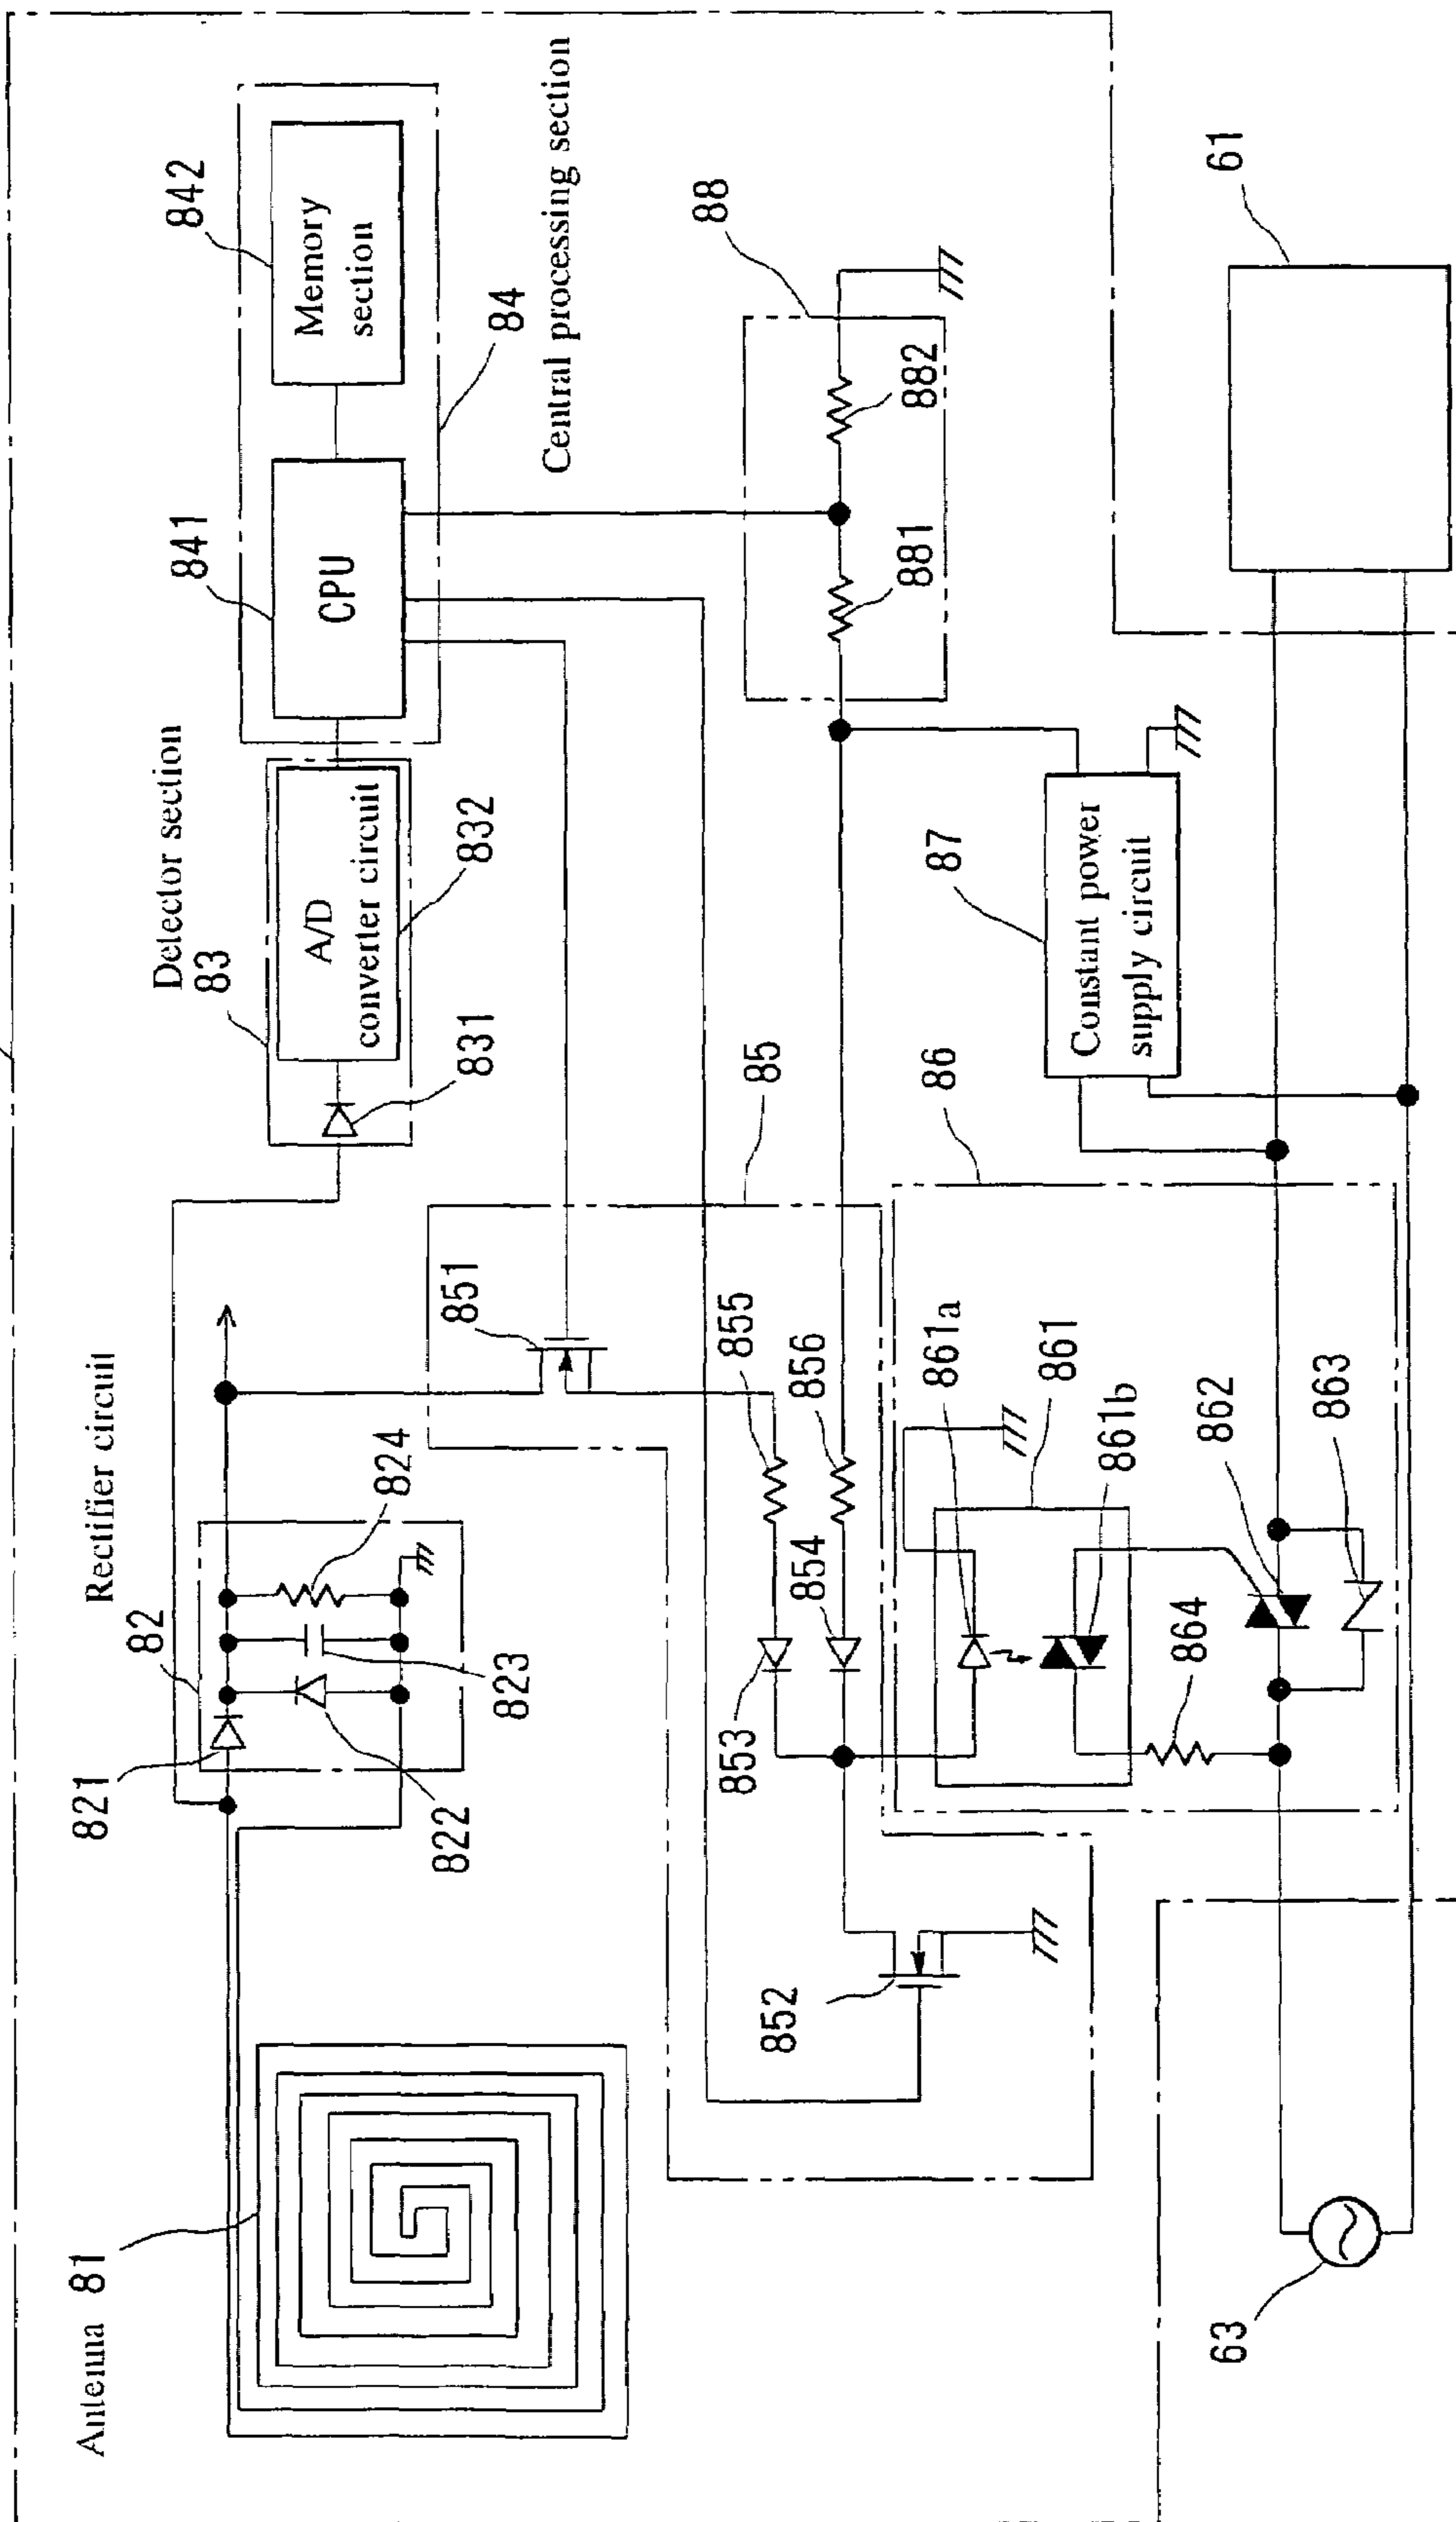 Antenna 81
Rectifier circuit
82
821
822
823
824
Detector section
83
A/D
converter circuit
831
832
841
CPU
842
Memory
section
84
Central processing section
85
851
852
853
854
855
856
86
861
861a
861b
862
863
864
87
Constant power
supply circuit
88
881
882
61
63